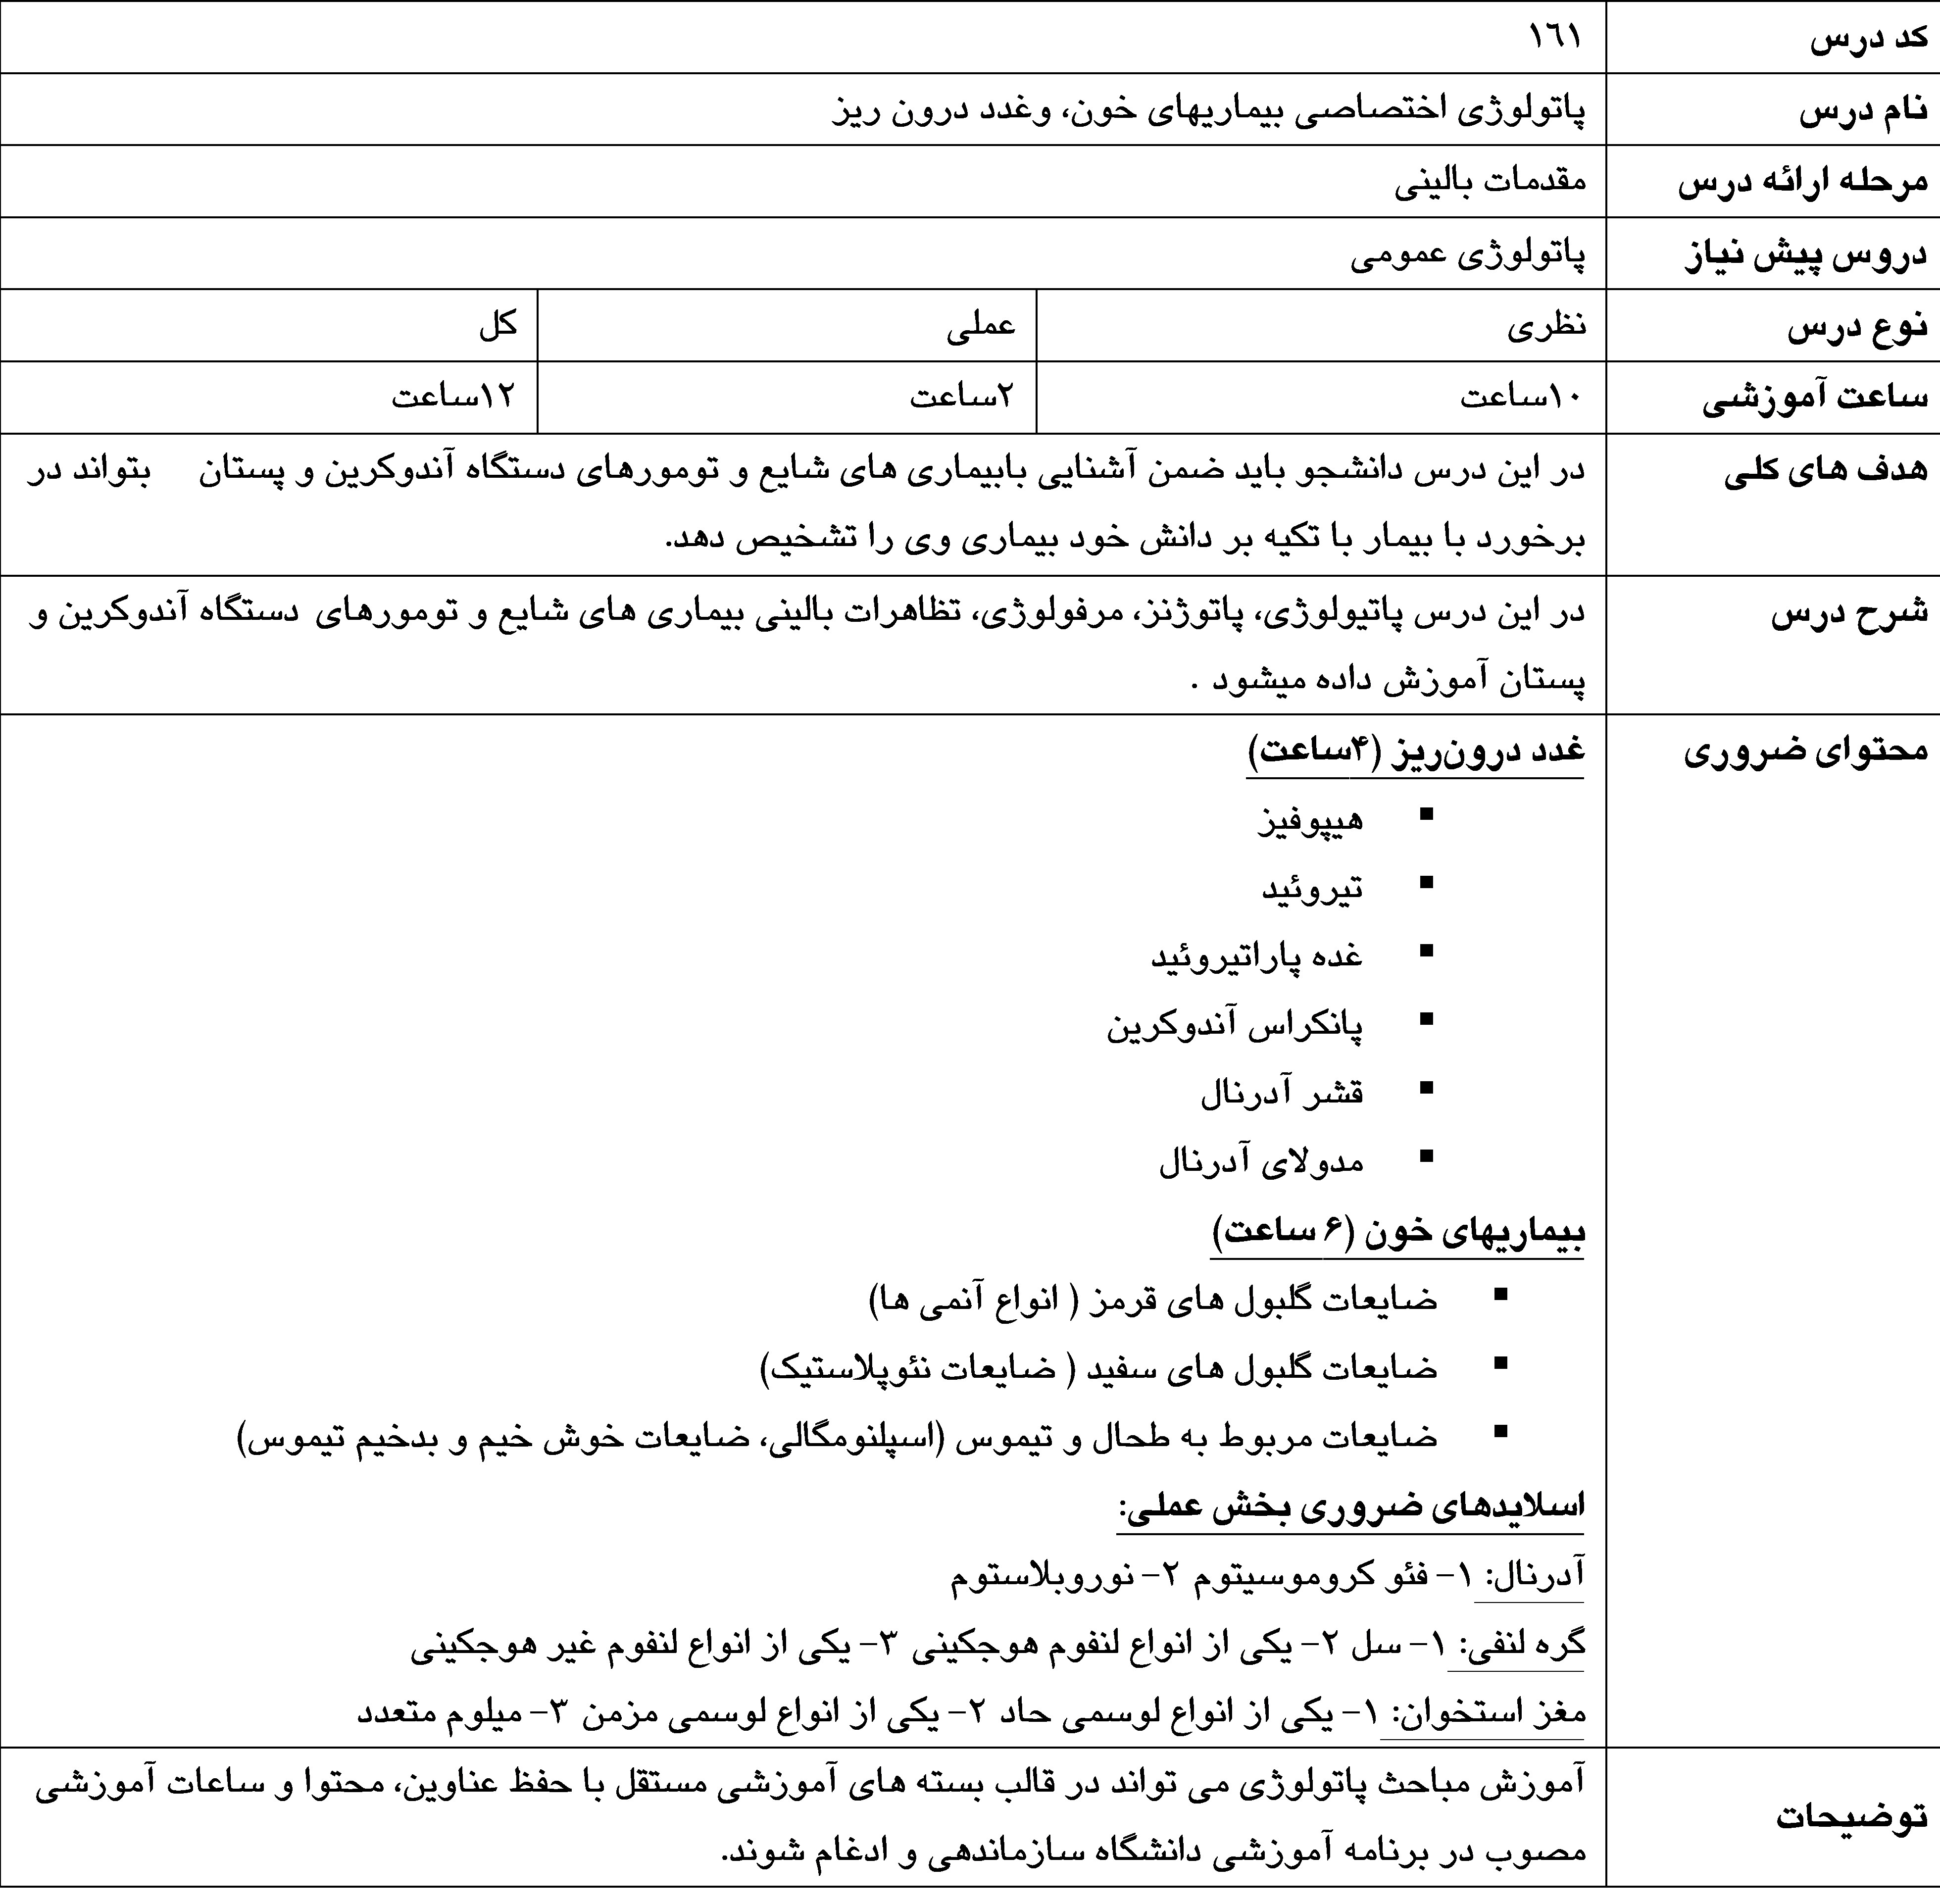 کد درس ١٦١
نام درس پاتولوژی اختصاصی بیماریهای خون، وغدد درون ریز
مرحله ارائه درس مقدمات بالینی
دروس پیش نیاز پاتولوژی عمومی
نوع درس نظری عملی کل
ساعت آموزشی ۱۰ساعت ۲ساعت ۱۲ساعت
هدف های کلی در این درس دانشجو باید ضمن آشنایی بابیماری های شایع و تومورهای دستگاه آندوکرین و پستان بتواند در
برخورد با بیمار با تکیه بر دانش خود بیماری وی را تشخیص دهد.
شرح درس در این درس پاتیولوژی، پاتوژنز، مرفولوژی، تظاهرات بالینی بیماری های شایع و تومورهای دستگاه آندوکرین و
پستان آموزش داده میشود .
محتوای ضروری غدد درون‌ریز (۴ساعت)
▪ هیپوفیز
▪ تیروئید
▪ غده پاراتیروئید
▪ پانکراس آندوکرین
▪ قشر آدرنال
▪ مدولای آدرنال
بیماریهای خون (۶ ساعت)
▪ ضایعات گلبول های قرمز ( انواع آنمی ها)
▪ ضایعات گلبول های سفید ( ضایعات نئوپلاستیک)
▪ ضایعات مربوط به طحال و تیموس (اسپلنومگالی، ضایعات خوش خیم و بدخیم تیموس)
اسلایدهای ضروری بخش عملی:
آدرنال: ۱- فئو کروموسیتوم ۲- نوروبلاستوم
گره لنفی: ۱- سل ۲- یکی از انواع لنفوم هوجکینی ۳- یکی از انواع لنفوم غیر هوجکینی
مغز استخوان: ۱- یکی از انواع لوسمی حاد ۲- یکی از انواع لوسمی مزمن ۳- میلوم متعدد
توضیحات آموزش مباحث پاتولوژی می تواند در قالب بسته های آموزشی مستقل با حفظ عناوین، محتوا و ساعات آموزشی
مصوب در برنامه آموزشی دانشگاه سازماندهی و ادغام شوند.